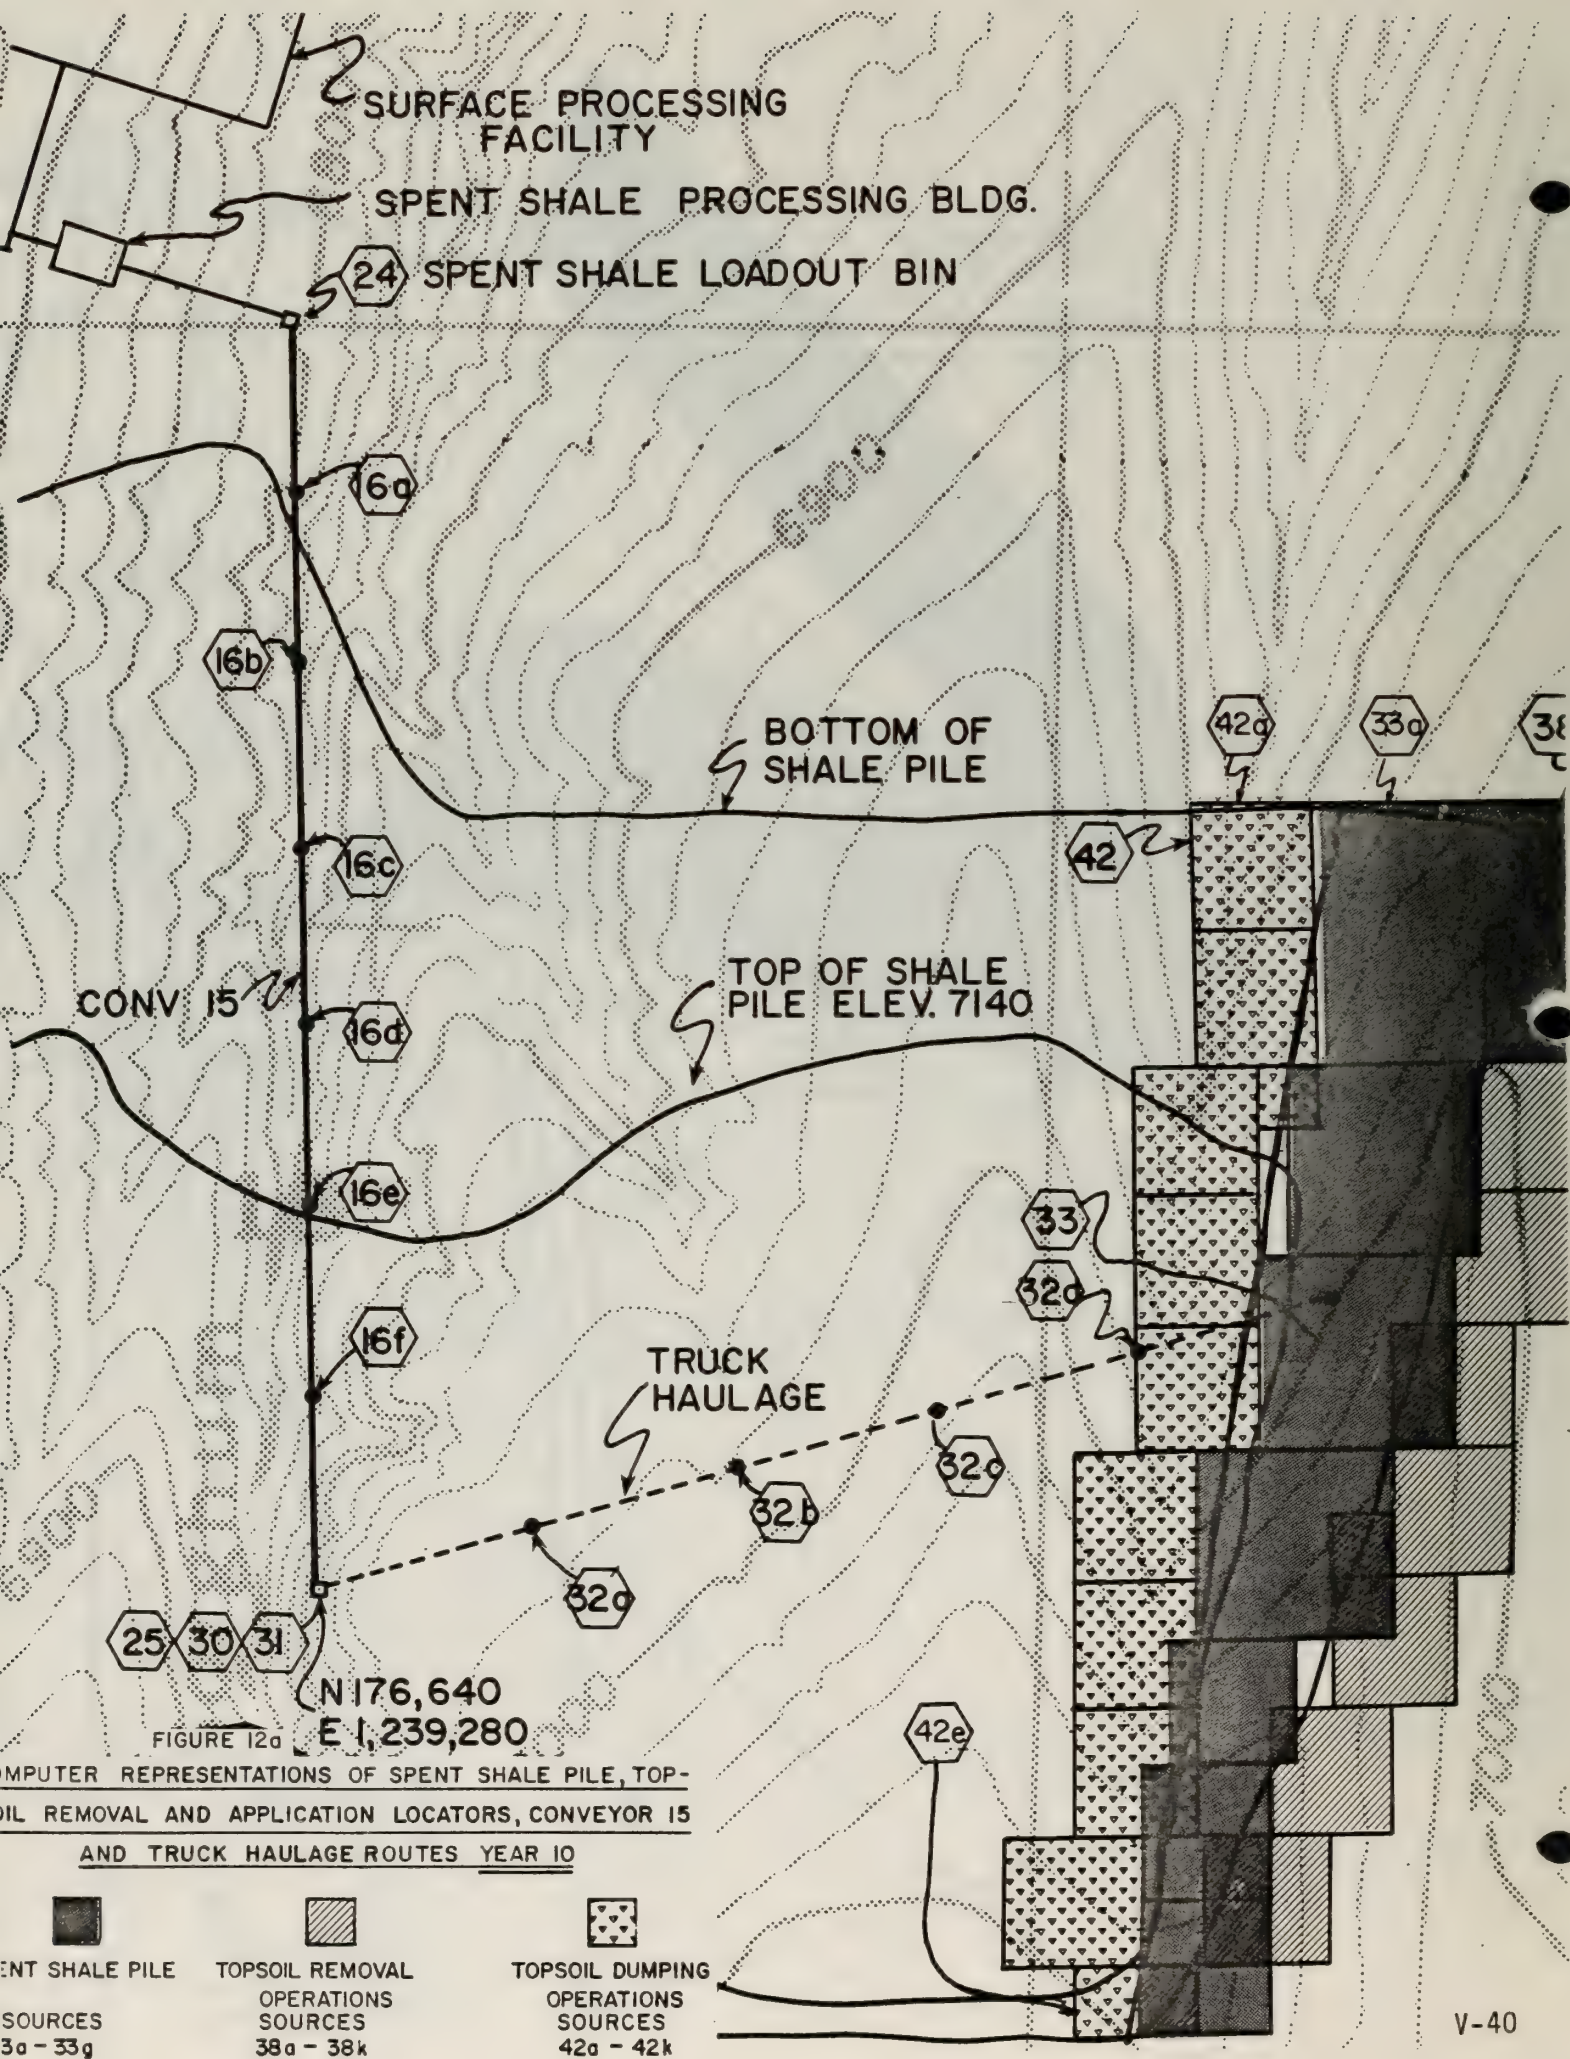 SURFACE PROCESSING
FACILITY
SPENT SHALE PROCESSING BLDG.
24 SPENT SHALE LOADOUT BIN
16a
6900
16b
BOTTOM OF
SHALE PILE
42a
33a
38
42
16c
TOP OF SHALE
PILE ELEV. 7140
CONV. 15
16d
16e
33
32d
16f
TRUCK
HAULAGE
32c
32b
32a
25 30 31
N 176,640
E 1,239,280
FIGURE 12a
42e
OMPUTER REPRESENTATIONS OF SPENT SHALE PILE, TOP-
OIL REMOVAL AND APPLICATION LOCATORS, CONVEYOR 15
AND TRUCK HAULAGE ROUTES YEAR 10
ENT SHALE PILE
SOURCES
3a - 33g
TOPSOIL REMOVAL
OPERATIONS
SOURCES
38a - 38k
TOPSOIL DUMPING
OPERATIONS
SOURCES
42a - 42k
V-40